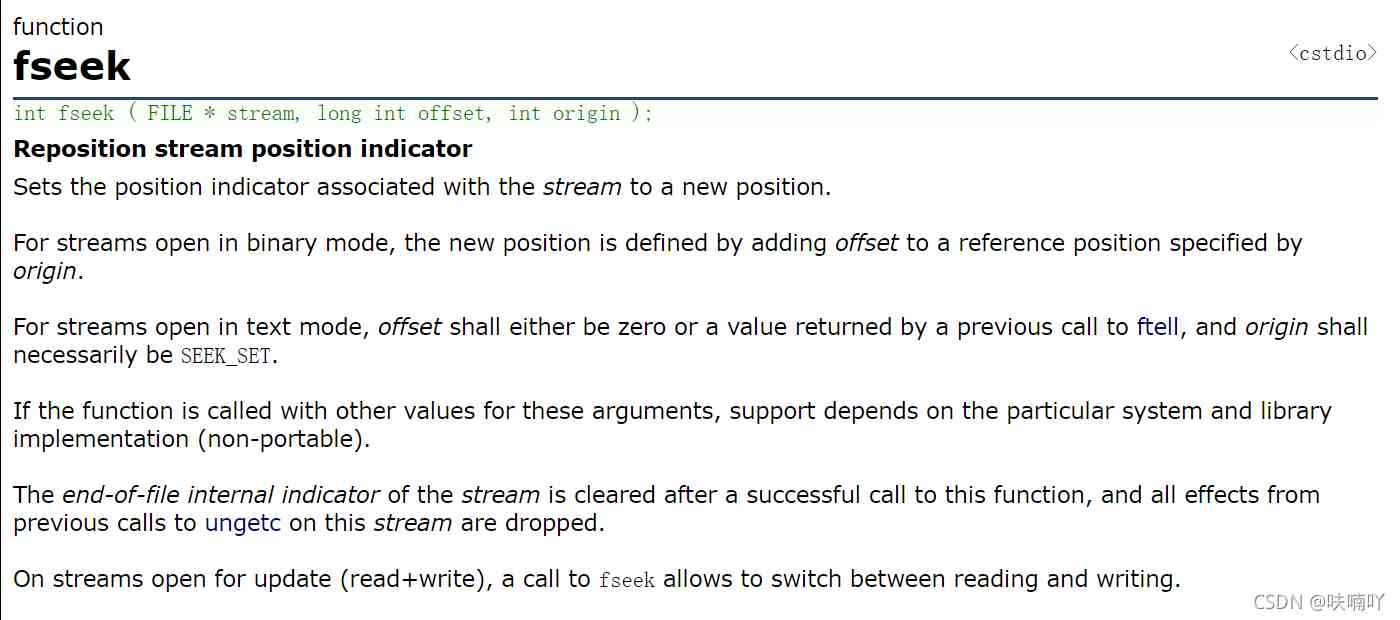 function
fseek
<cstdio>
int fseek ( FILE * stream, long int offset, int origin );
Reposition stream position indicator
Sets the position indicator associated with the stream to a new position.
For streams open in binary mode, the new position is defined by adding offset to a reference position specified by
origin.
For streams open in text mode, offset shall either be zero or a value returned by a previous call to ftell, and origin shall
necessarily be SEEK_SET.
If the function is called with other values for these arguments, support depends on the particular system and library
implementation (non-portable).
The end-of-file internal indicator of the stream is cleared after a successful call to this function, and all effects from
previous calls to ungetc on this stream are dropped.
On streams open for update (read+write), a call to fseek allows to switch between reading and writing.
CSDN @呋喃吖